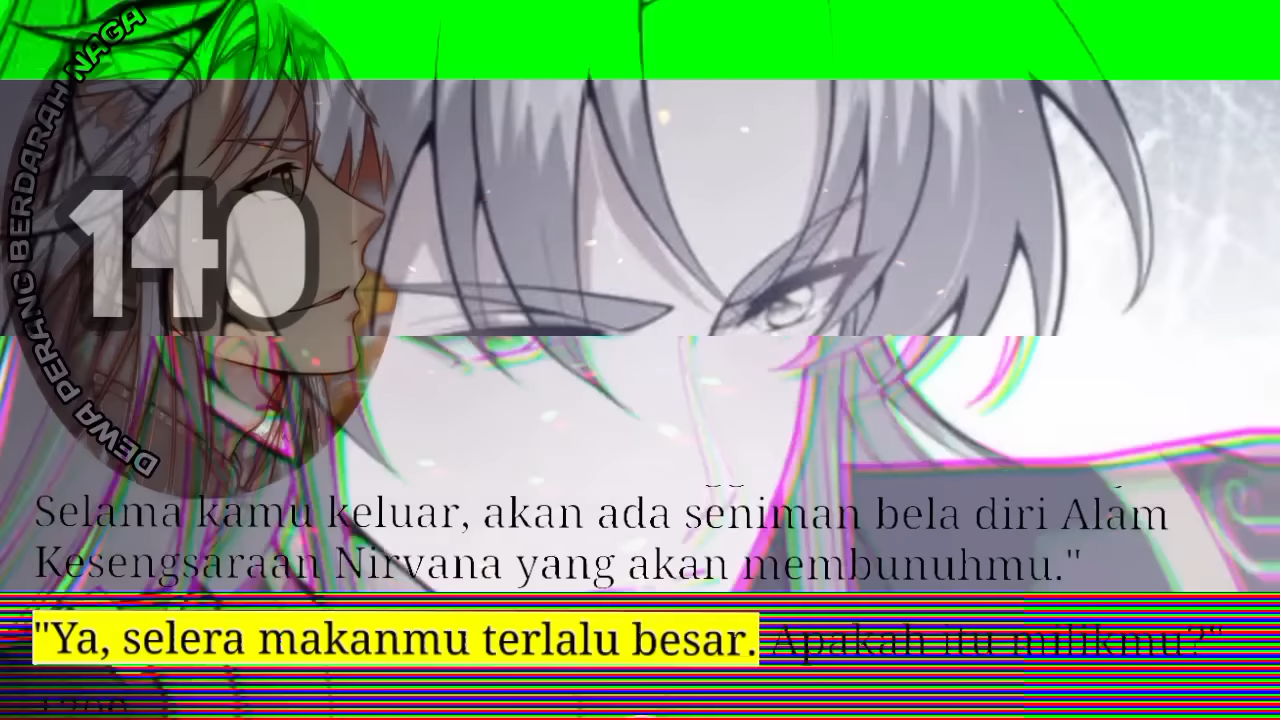 DEWA PERANG BERDARAH NAGA
140
Selama kamu keluar, akan ada seniman bela diri Alam
Kesengsaraan Nirvana yang akan membunuhmu."
"Ya, selera makanmu terlalu besar. Apakah itu milikmu?"